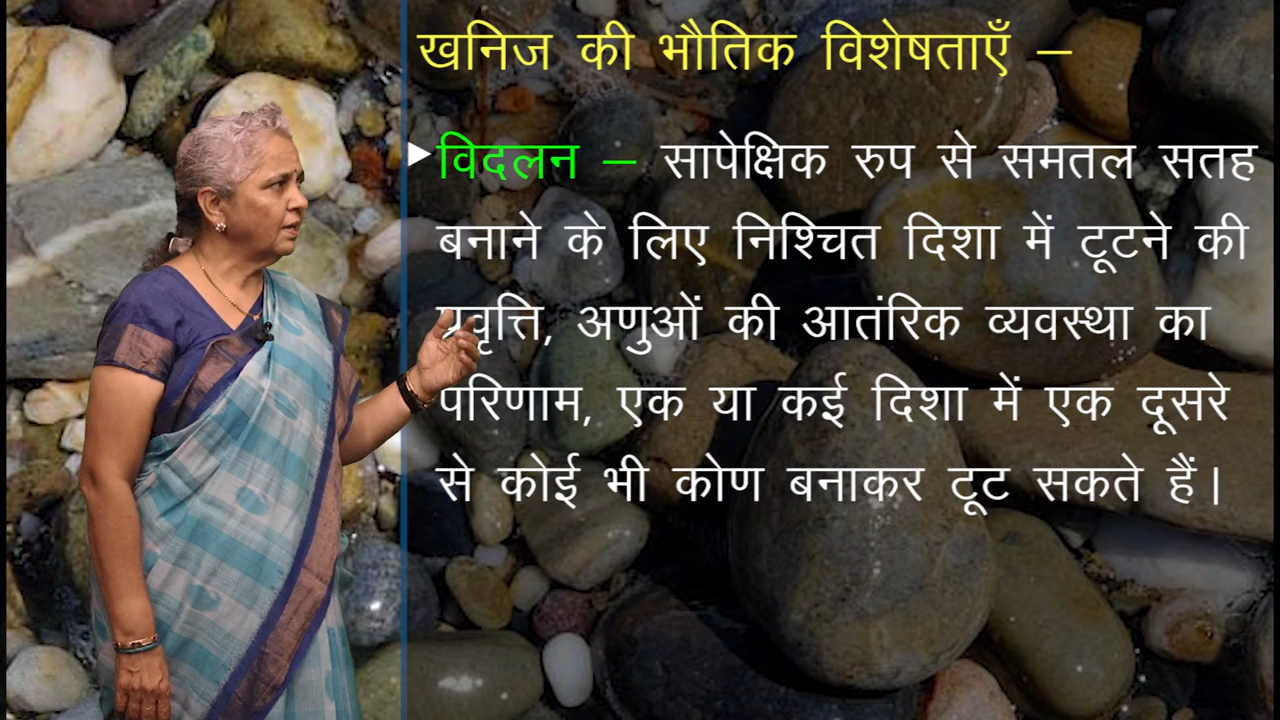 खनिज की भौतिक विशेषताएँ –
विदलन – सापेक्षिक रुप से समतल सतह
बनाने के लिए निश्चित दिशा में टूटने की
प्रवृत्ति, अणुओं की आतंरिक व्यवस्था का
परिणाम, एक या कई दिशा में एक दूसरे
से कोई भी कोण बनाकर टूट सकते हैं|